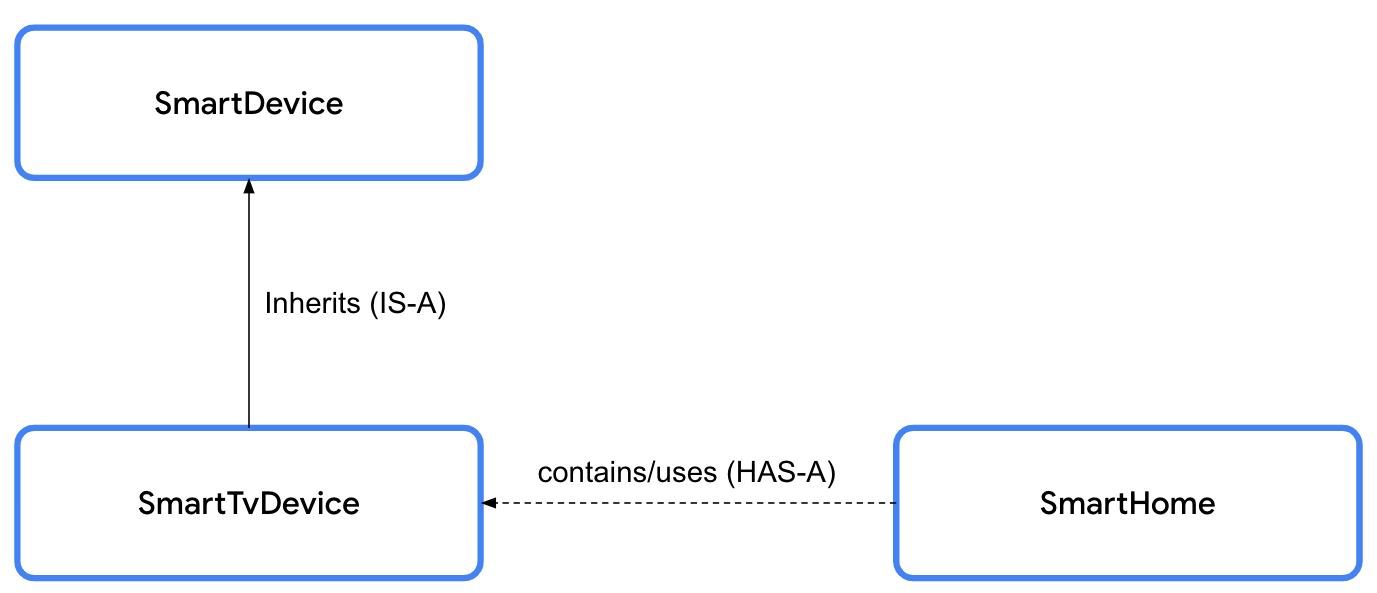 SmartDevice
Inherits (IS-A)
contains/uses (HAS-A)
SmartTvDevice
SmartHome